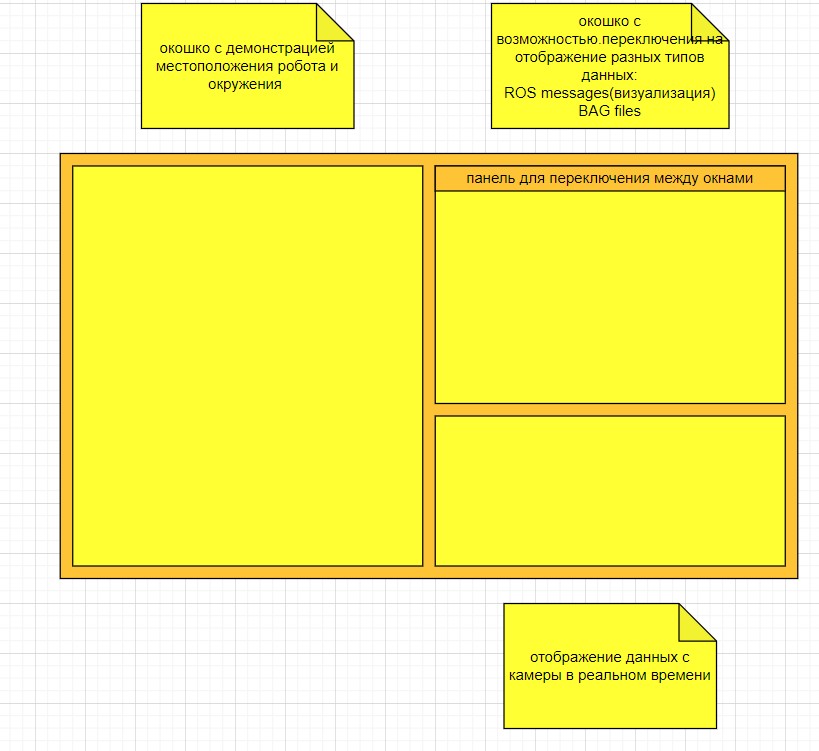 окошко с демонстрацией
местоположения робота и
окружения
окошко с
возможностью.переключения на
отображение разных типов
данных:
ROS messages(визуализация)
BAG files
панель для переключения между окнами
отображение данных с
камеры в реальном времени